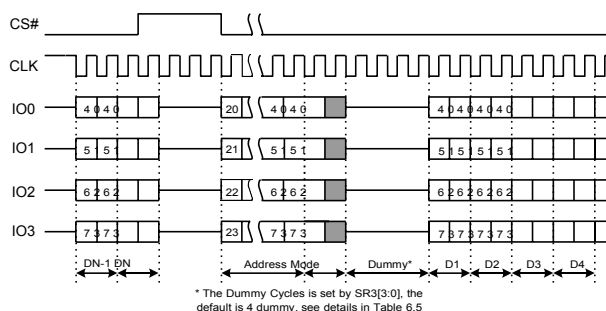 CS#
CLK
IO0 4 0 4 0 20 4 0 4 0 4 0 4 0 4 0 4 0
IO1 5 1 5 1 21 5 1 5 1 5 1 5 1 5 1 5 1
IO2 6 2 6 2 22 6 2 6 2 6 2 6 2 6 2 6 2
IO3 7 3 7 3 23 7 3 7 3 7 3 7 3 7 3 7 3
DN-1 DN Address Mode Dummy* D1 D2 D3 D4
* The Dummy Cycles is set by SR3[3:0], the
default is 4 dummy, see details in Table 6.5